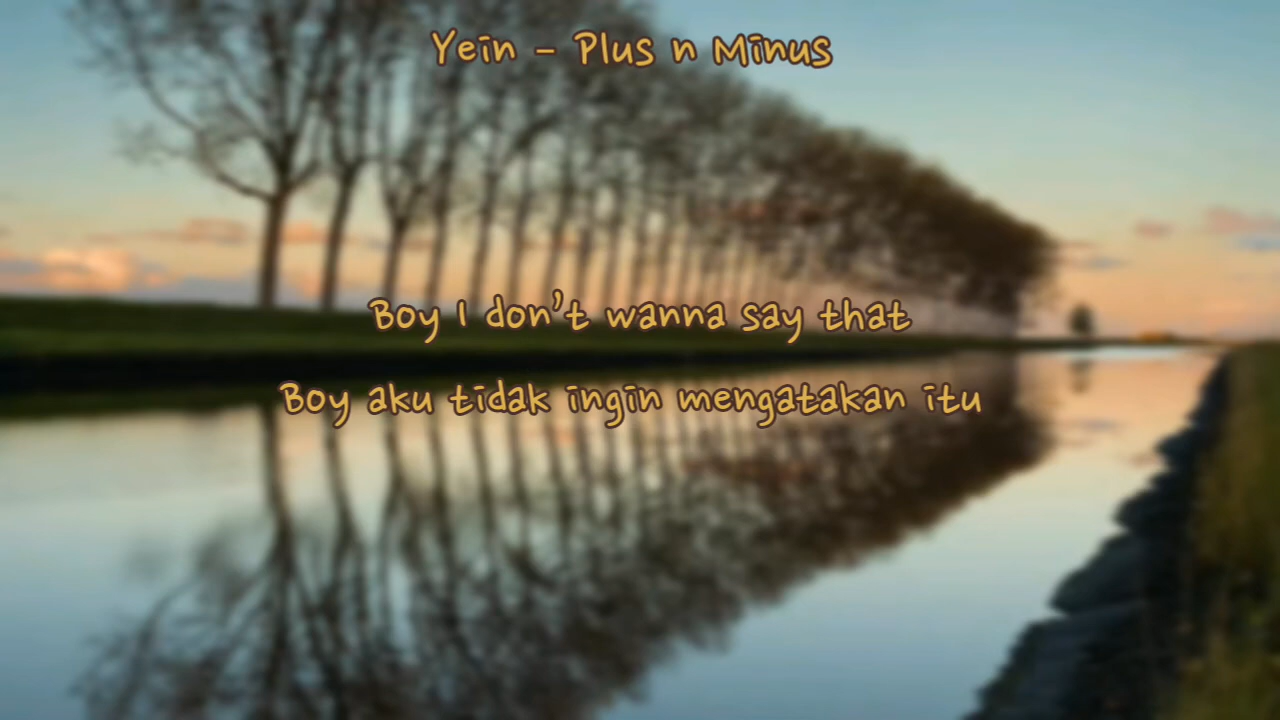 Yein - Plus n Minus
Boy I don't wanna say that
Boy aku tidak ingin mengatakan itu